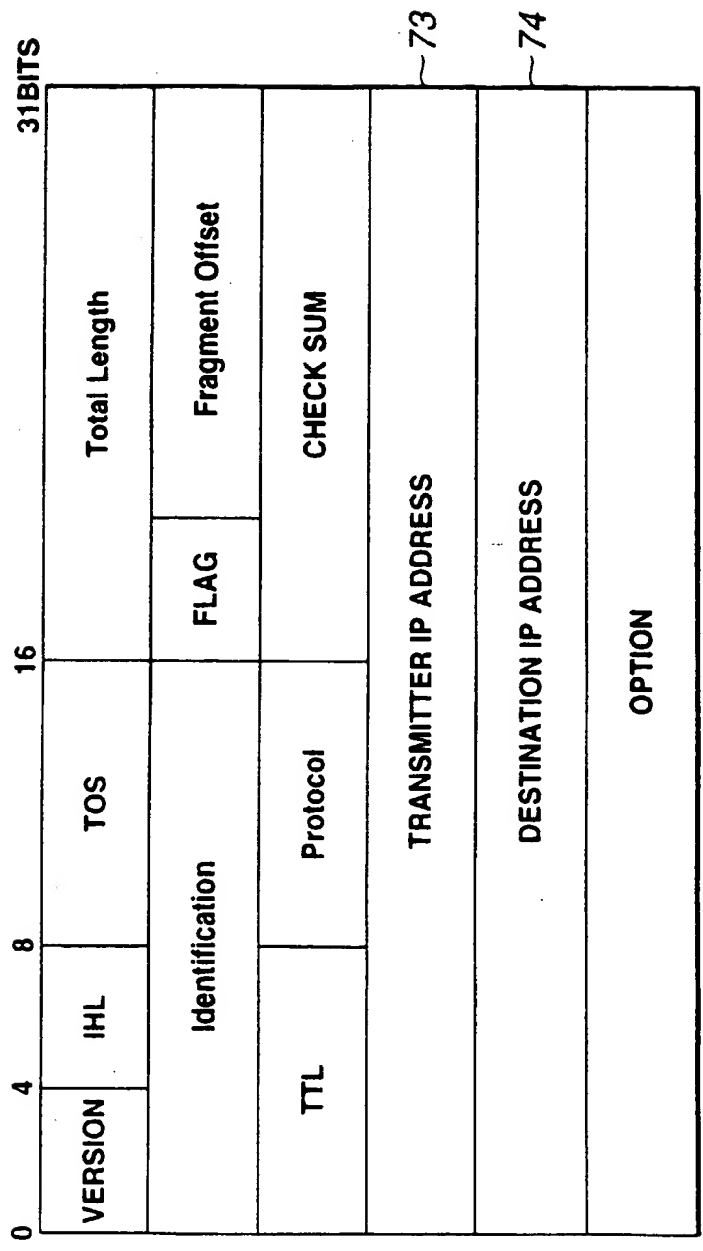 0 4 8 16 31BITS
VERSION IHL TOS Total Length
Identification FLAG Fragment Offset
TTL Protocol CHECK SUM
TRANSMITTER IP ADDRESS 73
DESTINATION IP ADDRESS 74
OPTION